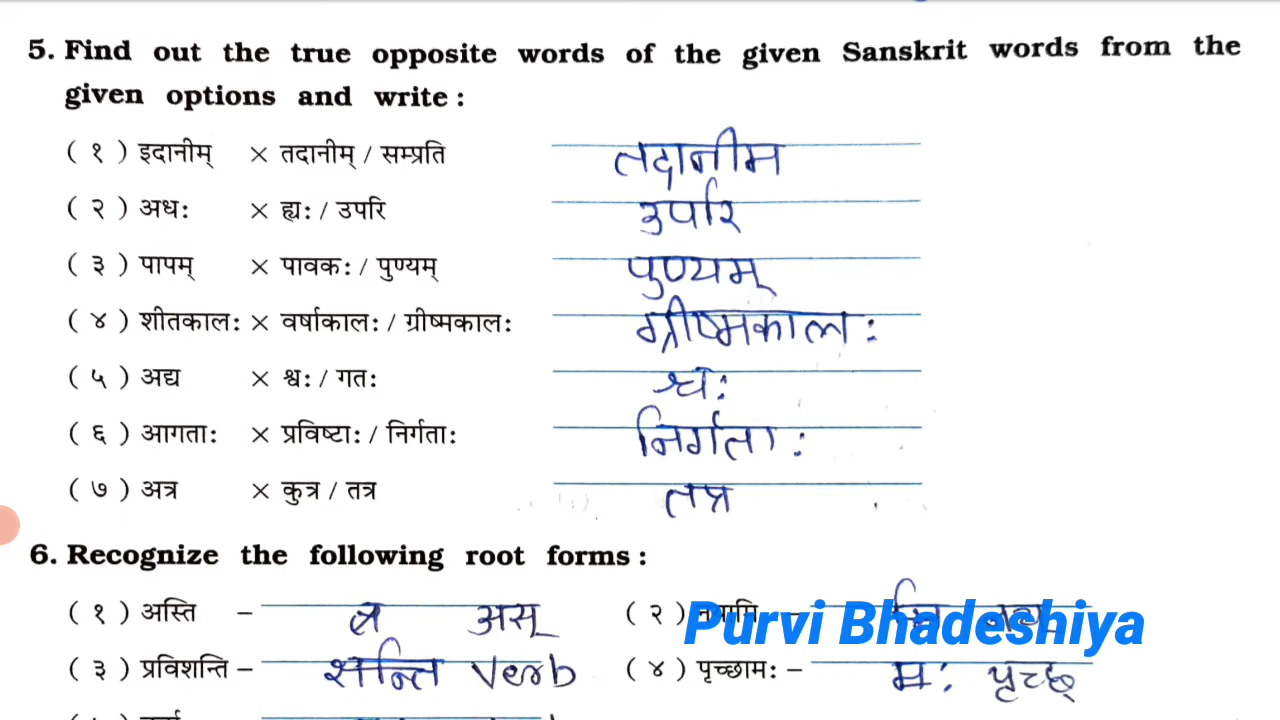 5. Find out the true opposite words of the given Sanskrit words from the
given options and write :
( १ ) इदानीम् × तदानीम् / सम्प्रति तदानीम
( २ ) अधः × ह्यः / उपरि उपरि
( ३ ) पापम् × पावकः / पुण्यम् पुण्यम्
( ४ ) शीतकालः × वर्षाकालः / ग्रीष्मकालः ग्रीष्मकाल :
( ५ ) अद्य × श्वः / गतः श्व :
( ६ ) आगताः × प्रविष्टाः / निर्गताः निर्गता :
( ७ ) अत्र × कुत्र / तत्र तत्र
6. Recognize the following root forms :
( १ ) अस्ति – अस् ( २ ) –
Purvi Bhadeshiya
( ३ ) प्रविशन्ति – verb ( ४ ) पृच्छामः – मः पृच्छ्